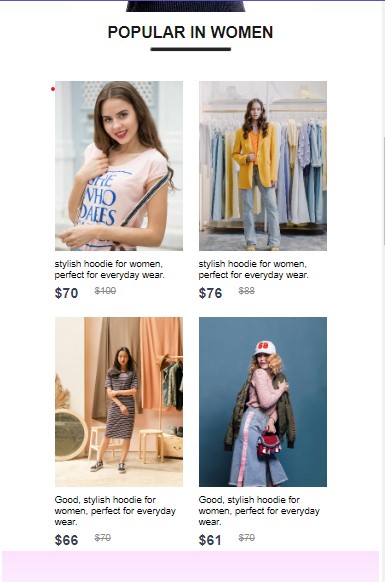 POPULAR IN WOMEN
SHE
WHO
stylish hoodie for women,
perfect for everyday wear.
$70 $100
stylish hoodie for women,
perfect for everyday wear.
$76 $88
68
Good, stylish hoodie for
women, perfect for everyday
wear.
$66 $70
Good, stylish hoodie for
women, perfect for everyday
wear.
$61 $70